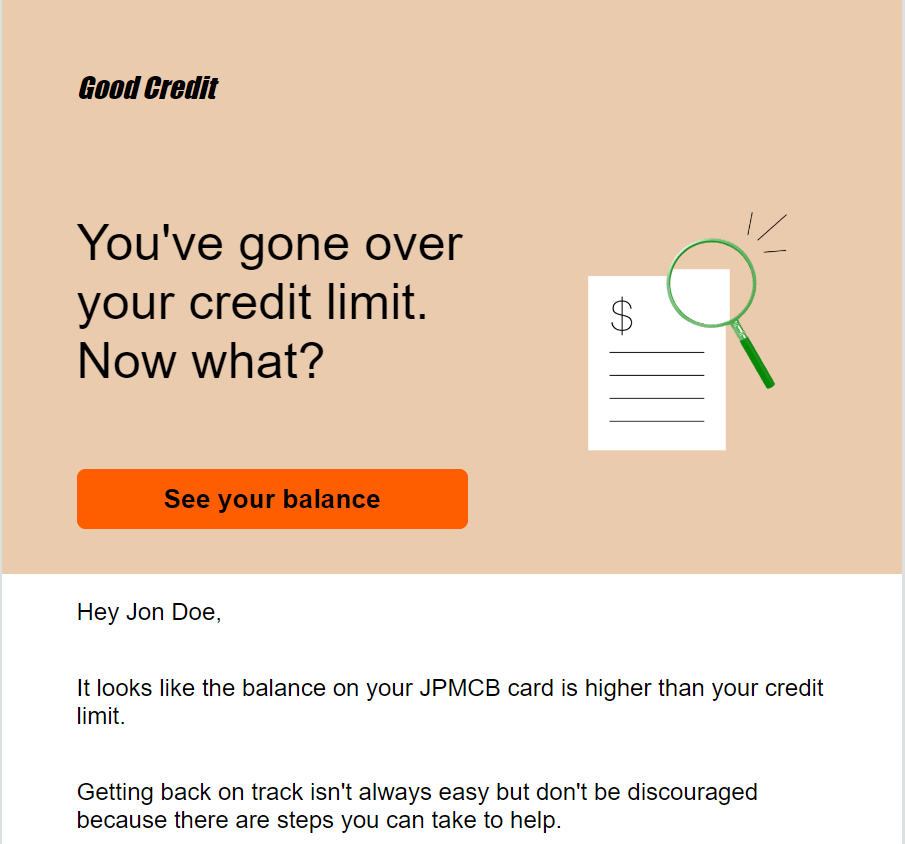 Good Credit
You've gone over
your credit limit.
Now what?
$
See your balance
Hey Jon Doe,
It looks like the balance on your JPMCB card is higher than your credit
limit.
Getting back on track isn't always easy but don't be discouraged
because there are steps you can take to help.